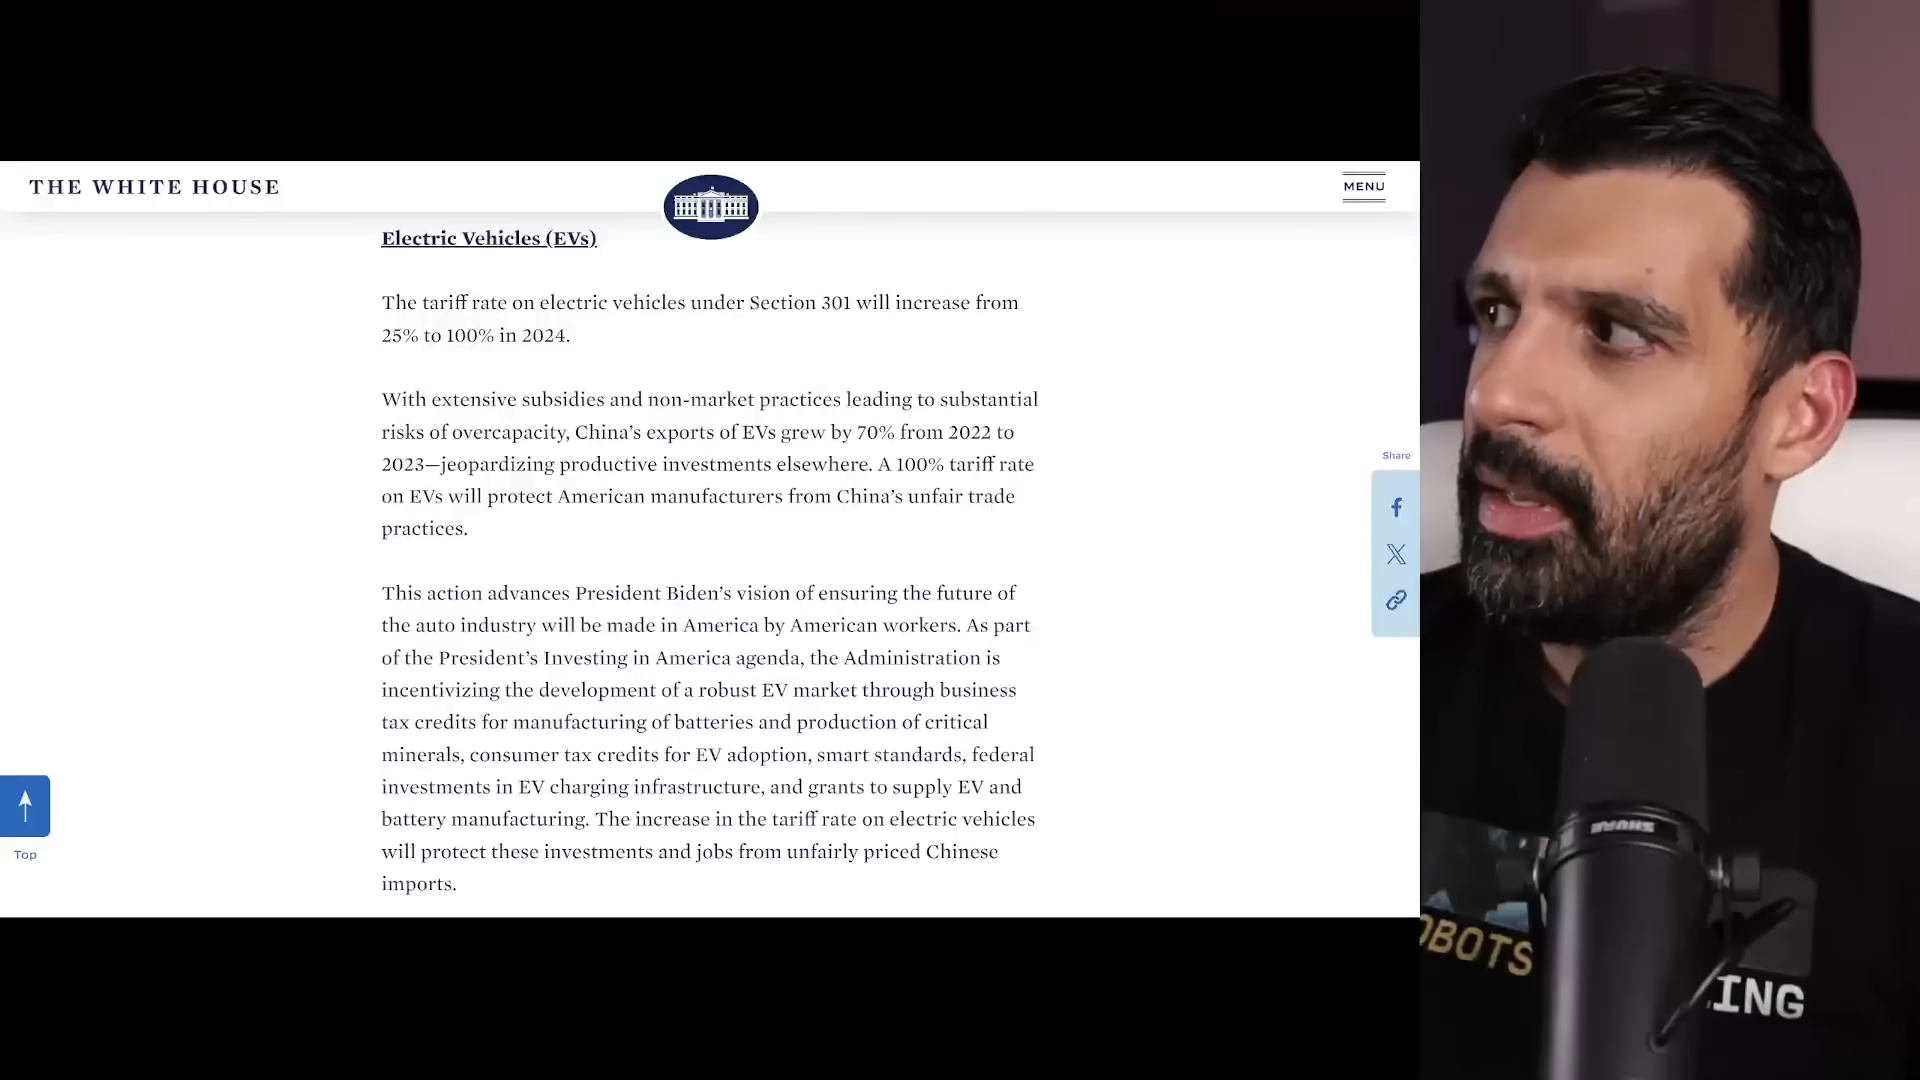 THE WHITE HOUSE
MENU
Electric Vehicles (EVs)
The tariff rate on electric vehicles under Section 301 will increase from
25% to 100% in 2024.
With extensive subsidies and non-market practices leading to substantial
risks of overcapacity, China’s exports of EVs grew by 70% from 2022 to
2023—jeopardizing productive investments elsewhere. A 100% tariff rate
on EVs will protect American manufacturers from China’s unfair trade
practices.
This action advances President Biden’s vision of ensuring the future of
the auto industry will be made in America by American workers. As part
of the President’s Investing in America agenda, the Administration is
incentivizing the development of a robust EV market through business
tax credits for manufacturing of batteries and production of critical
minerals, consumer tax credits for EV adoption, smart standards, federal
investments in EV charging infrastructure, and grants to supply EV and
battery manufacturing. The increase in the tariff rate on electric vehicles
will protect these investments and jobs from unfairly priced Chinese
imports.
Share
Top
SHURE
OBOTS
ING